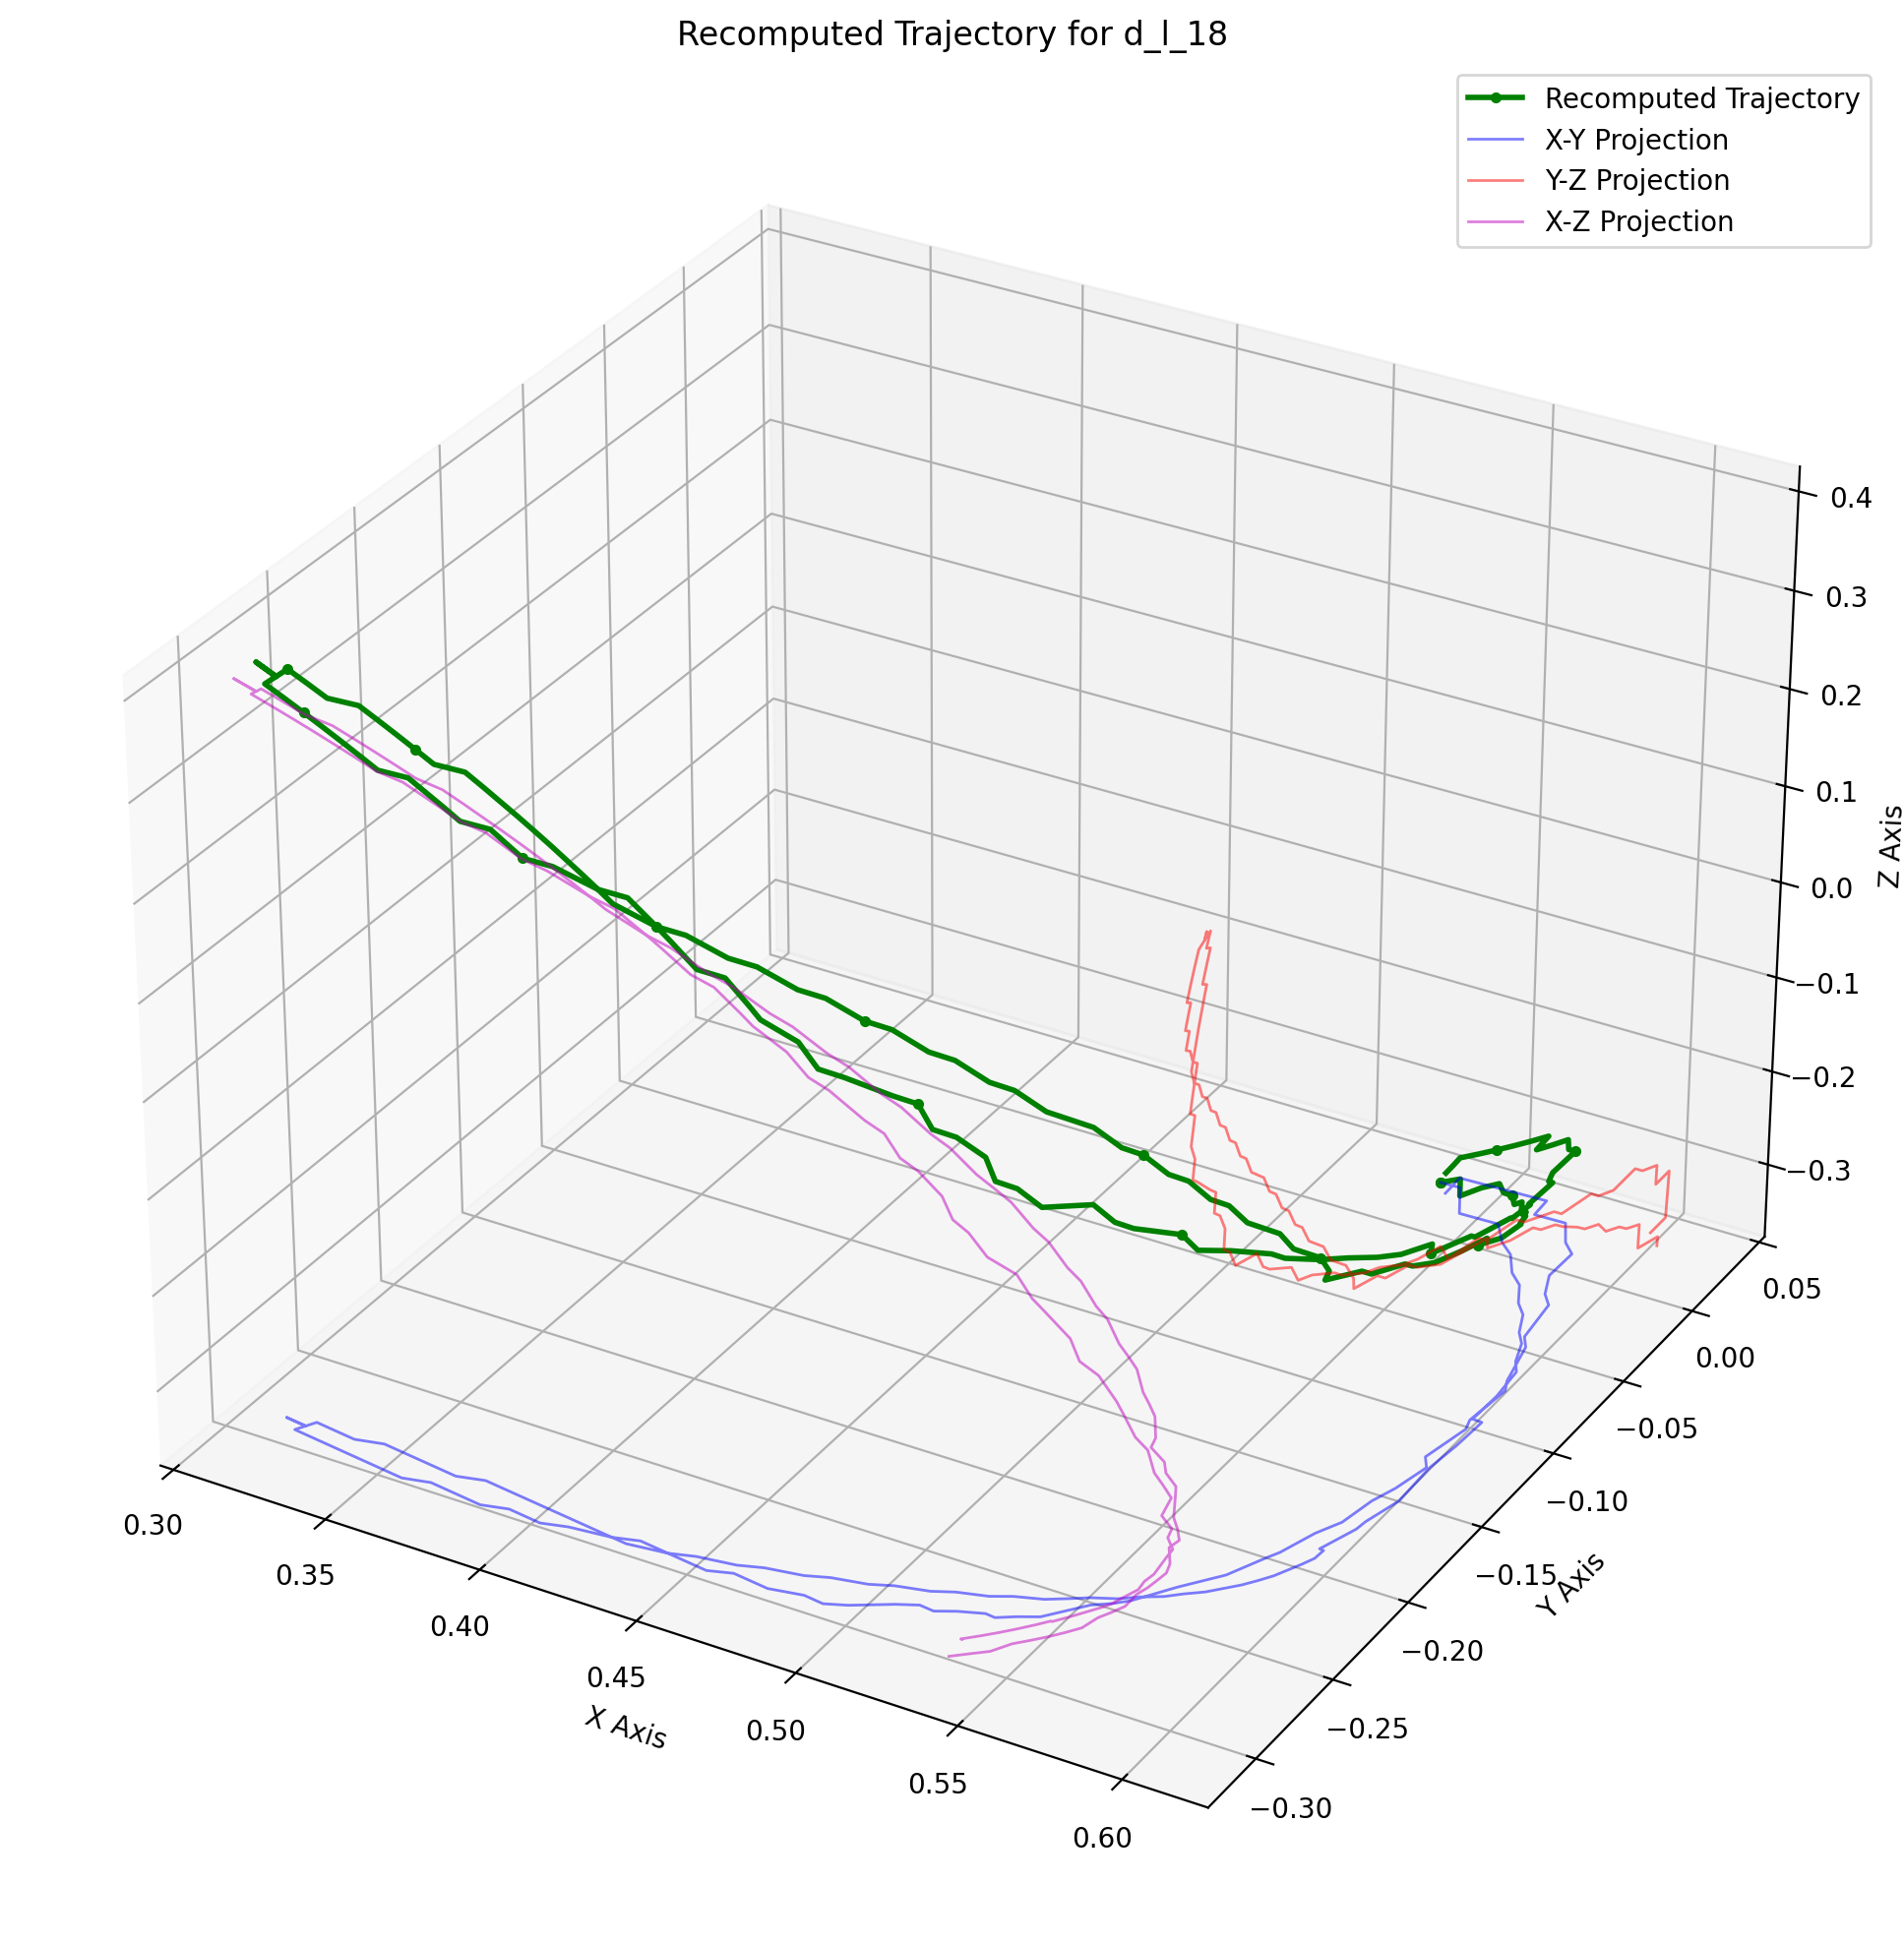 Recomputed Trajectory for d_l_18
Recomputed Trajectory
X-Y Projection
Y-Z Projection
X-Z Projection
0.4
0.3
0.2
0.1
0.0
−0.1
−0.2
−0.3
Z Axis
0.05
0.00
−0.05
−0.10
−0.15
−0.20
−0.25
−0.30
Y Axis
0.30
0.35
0.40
0.45
0.50
0.55
0.60
X Axis